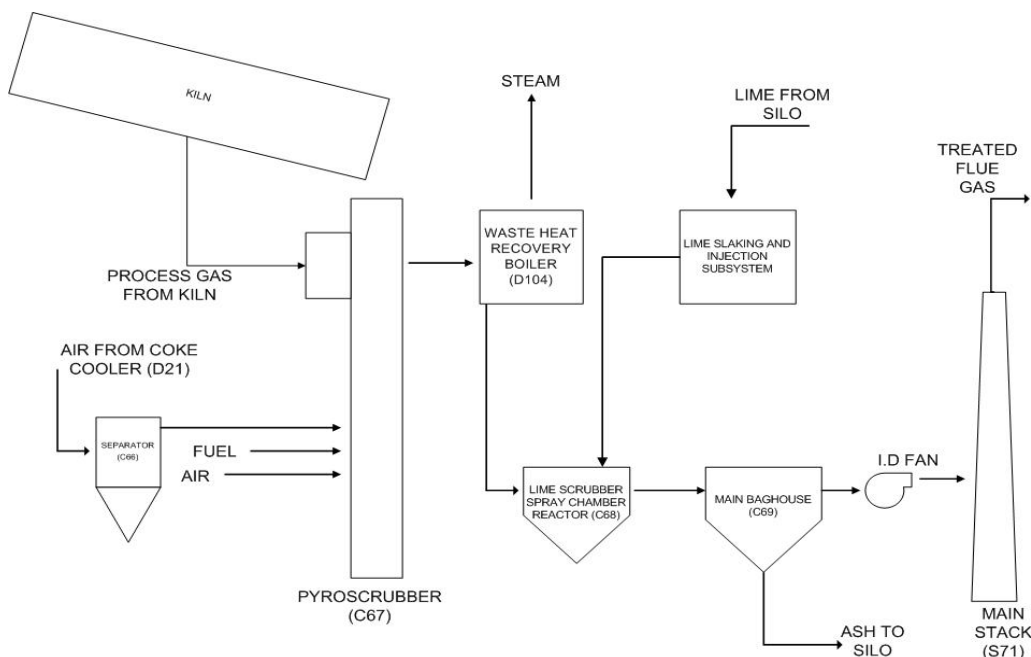 KILN
STEAM
LIME FROM
SILO
TREATED
FLUE
GAS
WASTE HEAT
RECOVERY
BOILER
(D104)
LIME SLAKING AND
INJECTION
SUBSYSTEM
PROCESS GAS
FROM KILN
AIR FROM COKE
COOLER (D21)
SEPARATOR
(C66)
FUEL
AIR
LIME SCRUBBER
SPRAY CHAMBER
REACTOR (C68)
MAIN BAGHOUSE
(C69)
I.D FAN
PYROSCRUBBER
(C67)
ASH TO
SILO
MAIN
STACK
(S71)